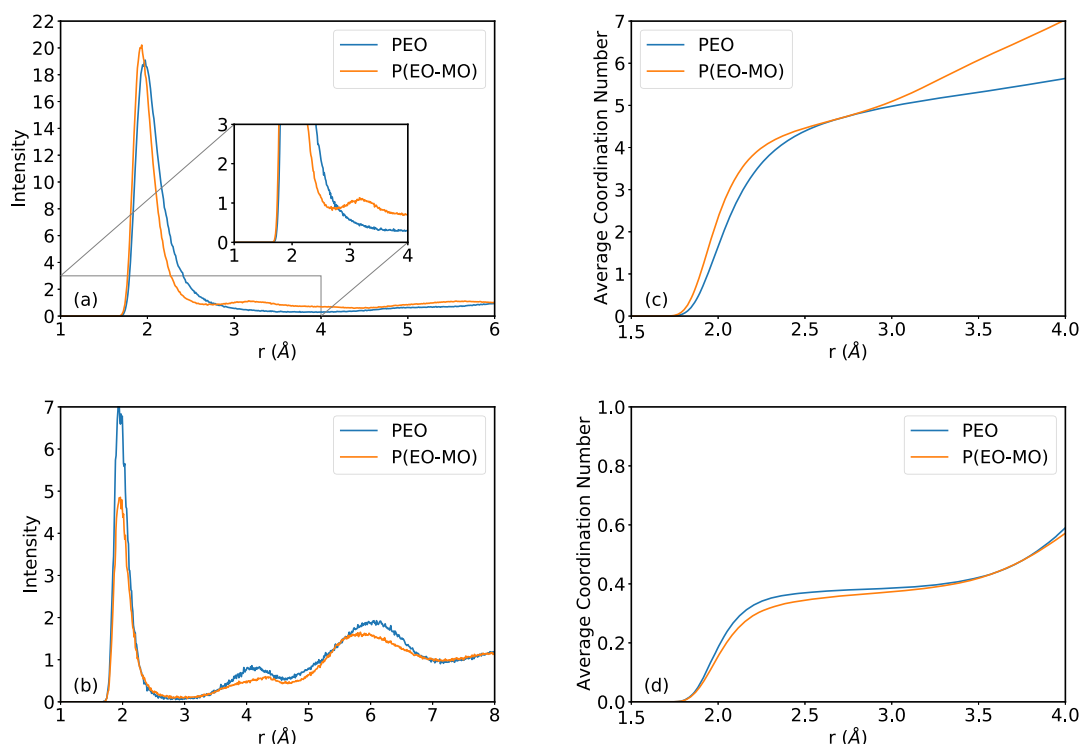 22
20
18
16
14
12
10
8
6
4
2
0
Intensity
PEO
P(EO-MO)
3
2
1
0
1 2 3 4
(a)
1 2 3 4 5 6
r (Å)
7
6
5
4
3
2
1
0
Average Coordination Number
PEO
P(EO-MO)
(c)
1.5 2.0 2.5 3.0 3.5 4.0
r (Å)
7
6
5
4
3
2
1
0
Intensity
PEO
P(EO-MO)
(b)
1 2 3 4 5 6 7 8
r (Å)
1.0
0.8
0.6
0.4
0.2
0.0
Average Coordination Number
PEO
P(EO-MO)
(d)
1.5 2.0 2.5 3.0 3.5 4.0
r (Å)